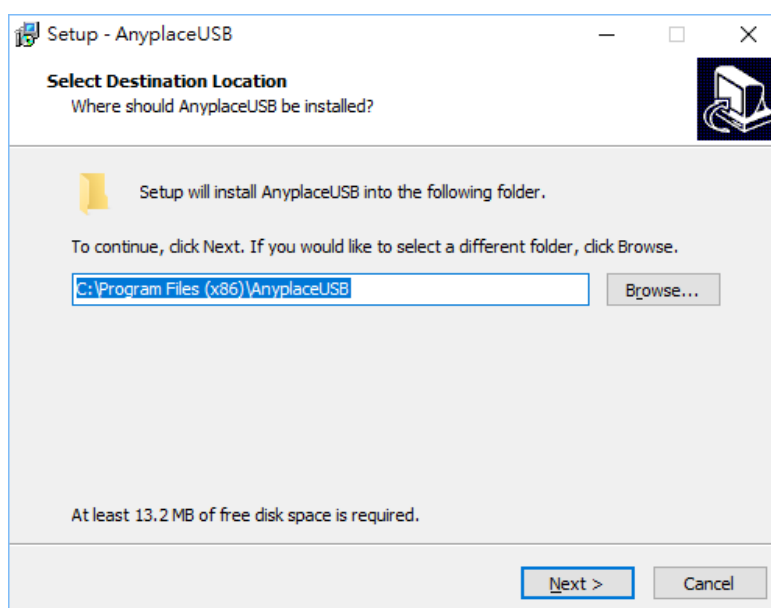 Setup - AnyplaceUSB
Select Destination Location
Where should AnyplaceUSB be installed?
Setup will install AnyplaceUSB into the following folder.
To continue, click Next. If you would like to select a different folder, click Browse.
C:\Program Files (x86)\AnyplaceUSB
Browse...
At least 13.2 MB of free disk space is required.
Next >
Cancel